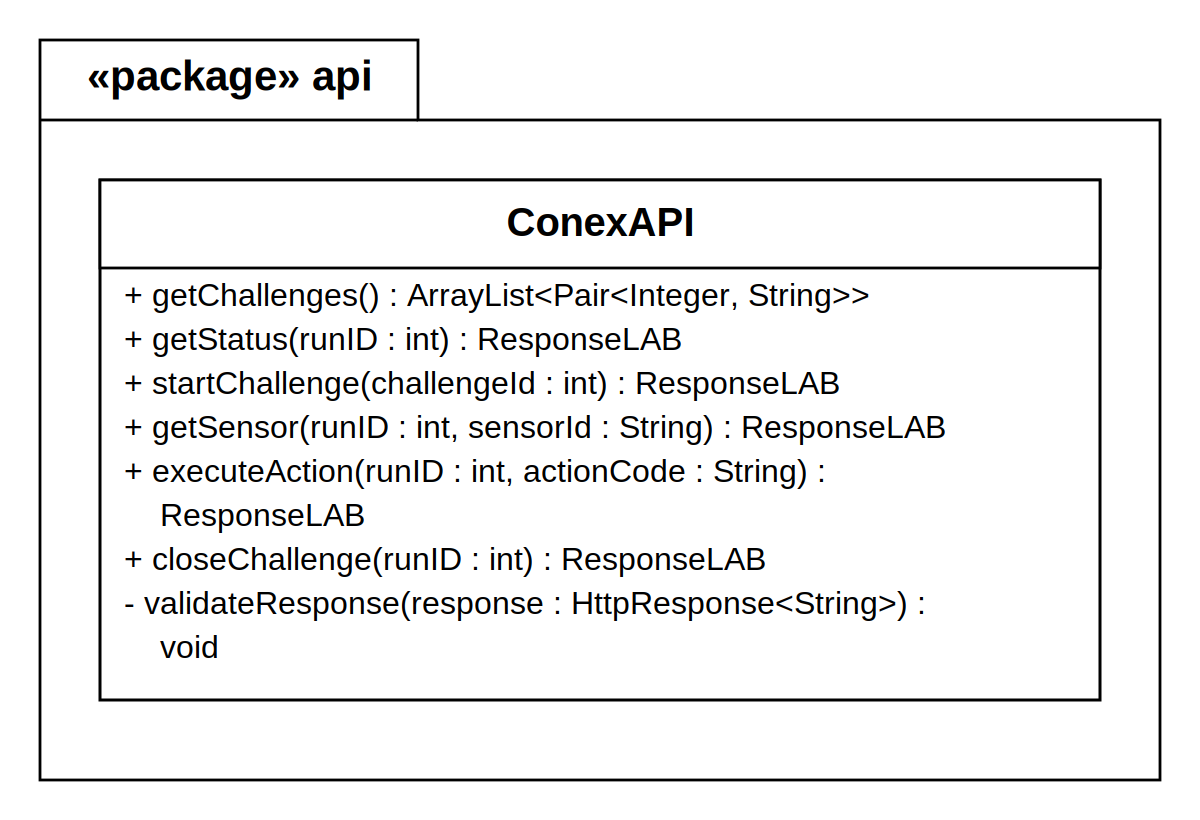 «package» api
ConexAPI
+ getChallenges() : ArrayList<Pair<Integer, String>>
+ getStatus(runID : int) : ResponseLAB
+ startChallenge(challengeId : int) : ResponseLAB
+ getSensor(runID : int, sensorId : String) : ResponseLAB
+ executeAction(runID : int, actionCode : String) :
ResponseLAB
+ closeChallenge(runID : int) : ResponseLAB
- validateResponse(response : HttpResponse<String>) :
void